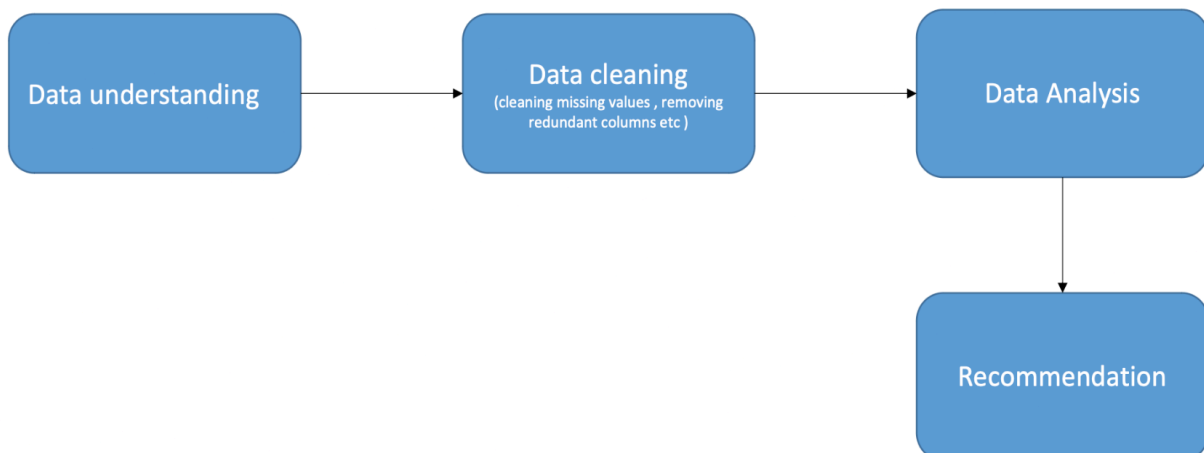 Data understanding
Data cleaning
(cleaning missing values , removing
redundant columns etc )
Data Analysis
Recommendation